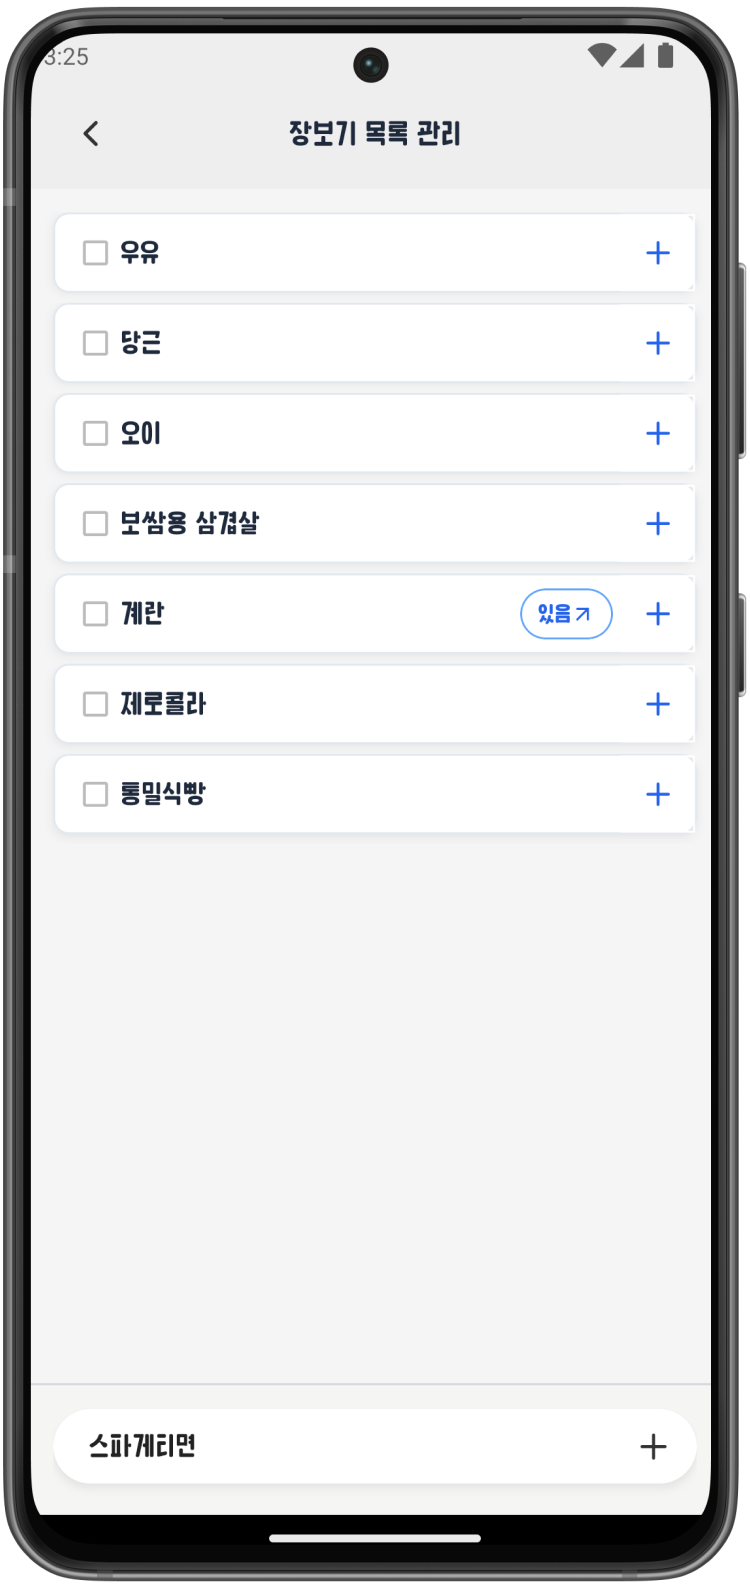 3:25
장보기 목록 관리
우유
당근
오이
보쌈용 삼겹살
계란
있음
제로콜라
통밀식빵
스파게티면